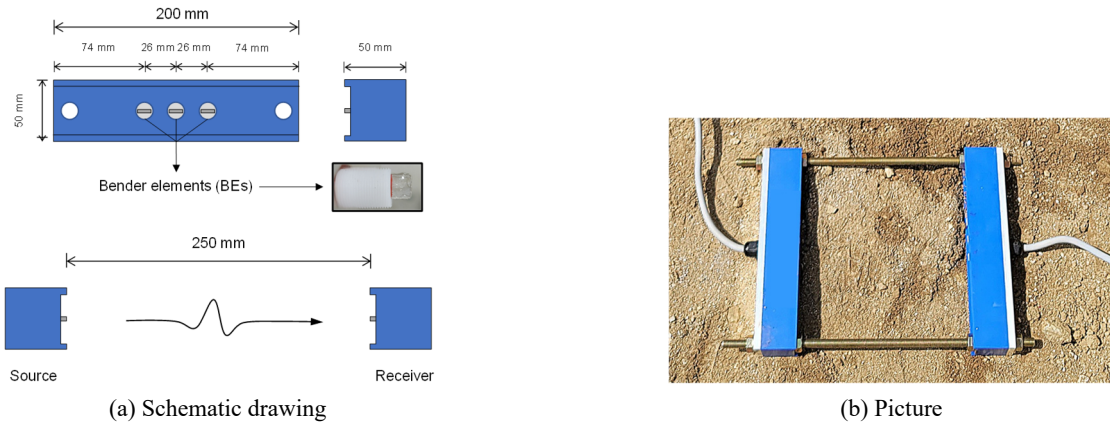 200 mm
74 mm
26 mm
26 mm
74 mm
50 mm
50 mm
Bender elements (BEs)
250 mm
Source
Receiver
(a) Schematic drawing
(b) Picture